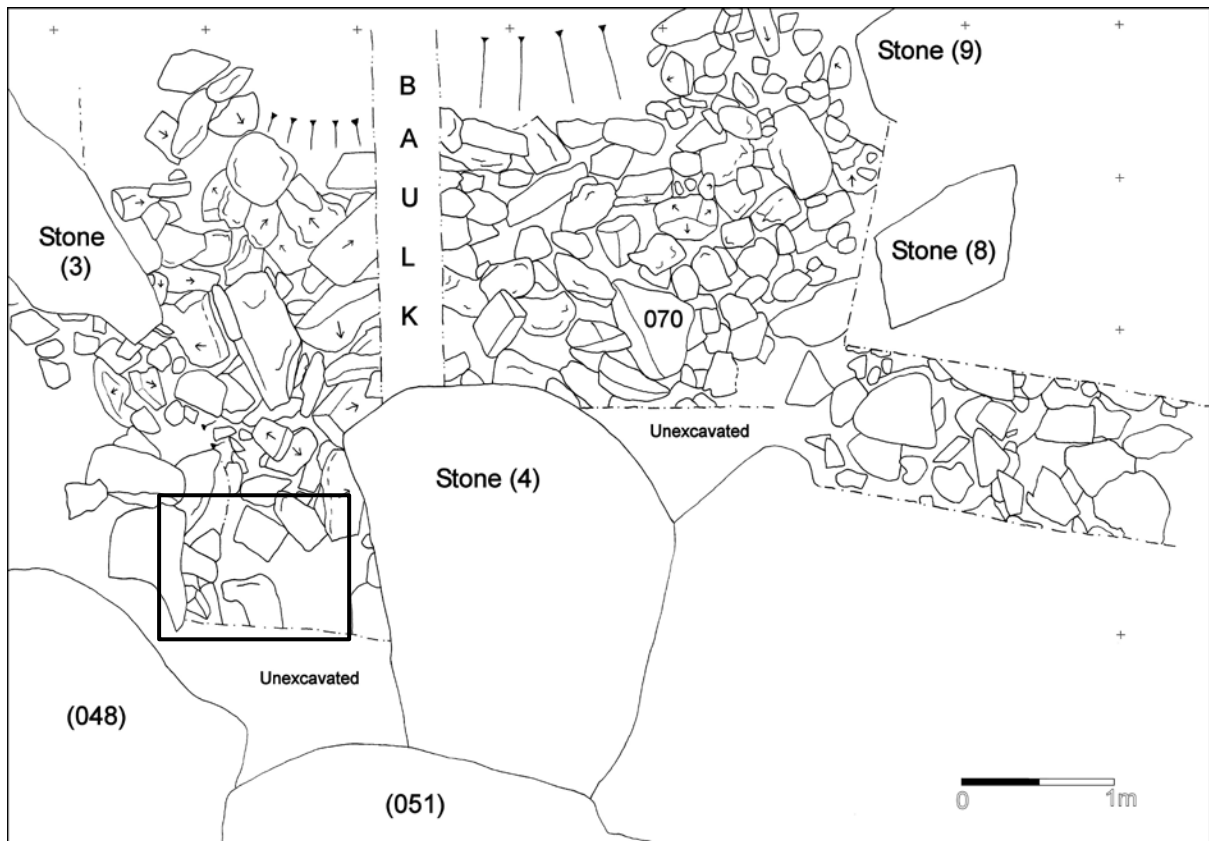 Stone (9)
B
A
U
L
K
Stone
(3)
Stone (8)
070
Unexcavated
Stone (4)
Unexcavated
(048)
(051)
0
1m